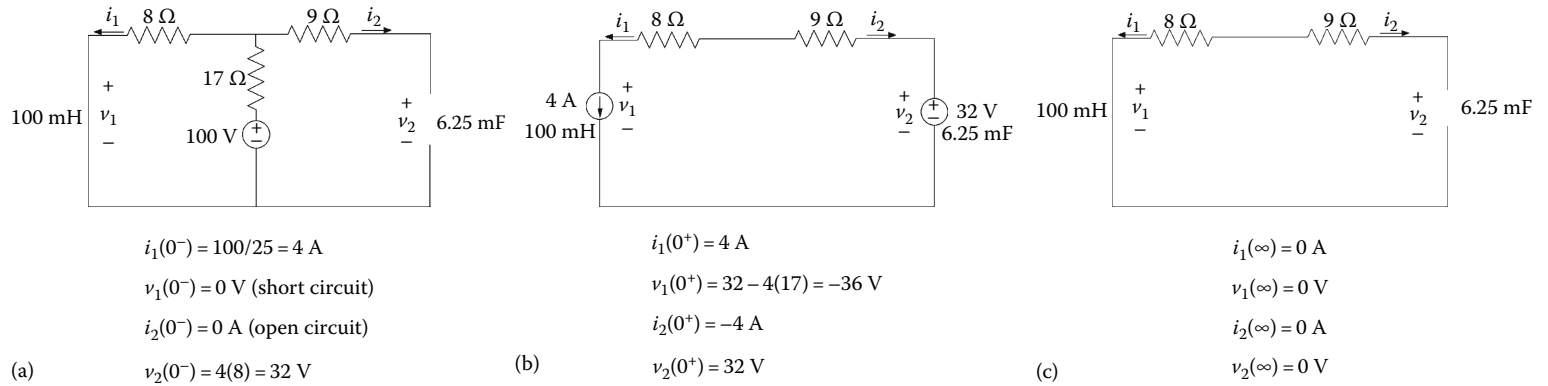 i₁ 8 Ω 9 Ω i₂
17 Ω
100 mH + v₁ −
100 V + −
+ v₂ − 6.25 mF
i₁(0⁻) = 100/25 = 4 A
v₁(0⁻) = 0 V (short circuit)
i₂(0⁻) = 0 A (open circuit)
v₂(0⁻) = 4(8) = 32 V
(a)
i₁ 8 Ω 9 Ω i₂
4 A + v₁ −
100 mH
+ v₂ − + − 32 V
6.25 mF
i₁(0⁺) = 4 A
v₁(0⁺) = 32 – 4(17) = –36 V
i₂(0⁺) = –4 A
v₂(0⁺) = 32 V
(b)
i₁ 8 Ω 9 Ω i₂
100 mH + v₁ −
+ v₂ − 6.25 mF
i₁(∞) = 0 A
v₁(∞) = 0 V
i₂(∞) = 0 A
v₂(∞) = 0 V
(c)